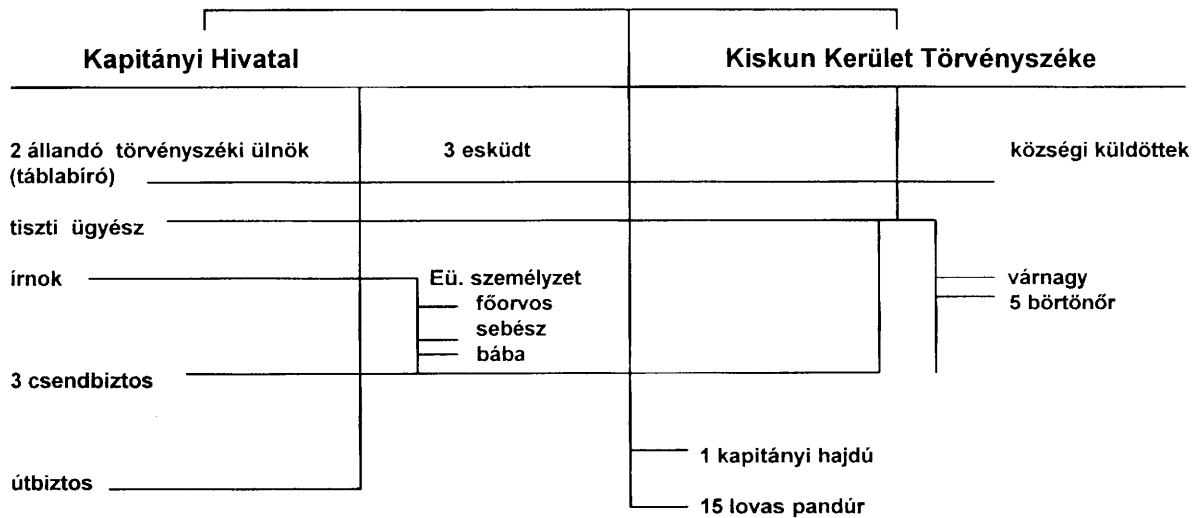 Kapitányi Hivatal
Kiskun Kerület Törvényszéke
2 állandó törvényszéki ülnök
(táblabíró)
3 esküdt
községi küldöttek
tiszti ügyész
írnok
Eü. személyzet
főorvos
sebész
bába
várnagy
5 börtönőr
3 csendbiztos
útbiztos
1 kapitányi hajdú
15 lovas pandúr